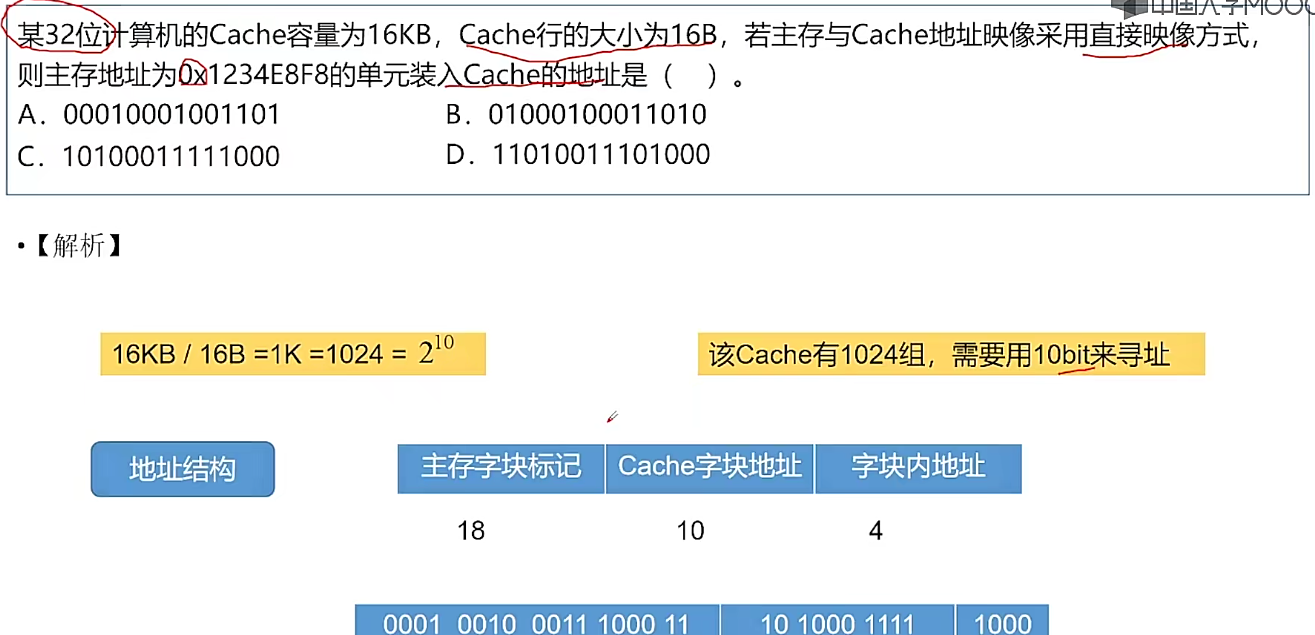 中国大学MOOC
某32位计算机的Cache容量为16KB，Cache行的大小为16B，若主存与Cache地址映像采用直接映像方式，
则主存地址为0x1234E8F8的单元装入Cache的地址是（ ）。
A．00010001001101 B．01000100011010
C．10100011111000 D．11010011101000
•【解析】
16KB / 16B =1K =1024 = 2^10 该Cache有1024组，需要用10bit来寻址
地址结构 主存字块标记 Cache字块地址 字块内地址
18 10 4
0001 0010 0011 1000 11 10 1000 1111 1000